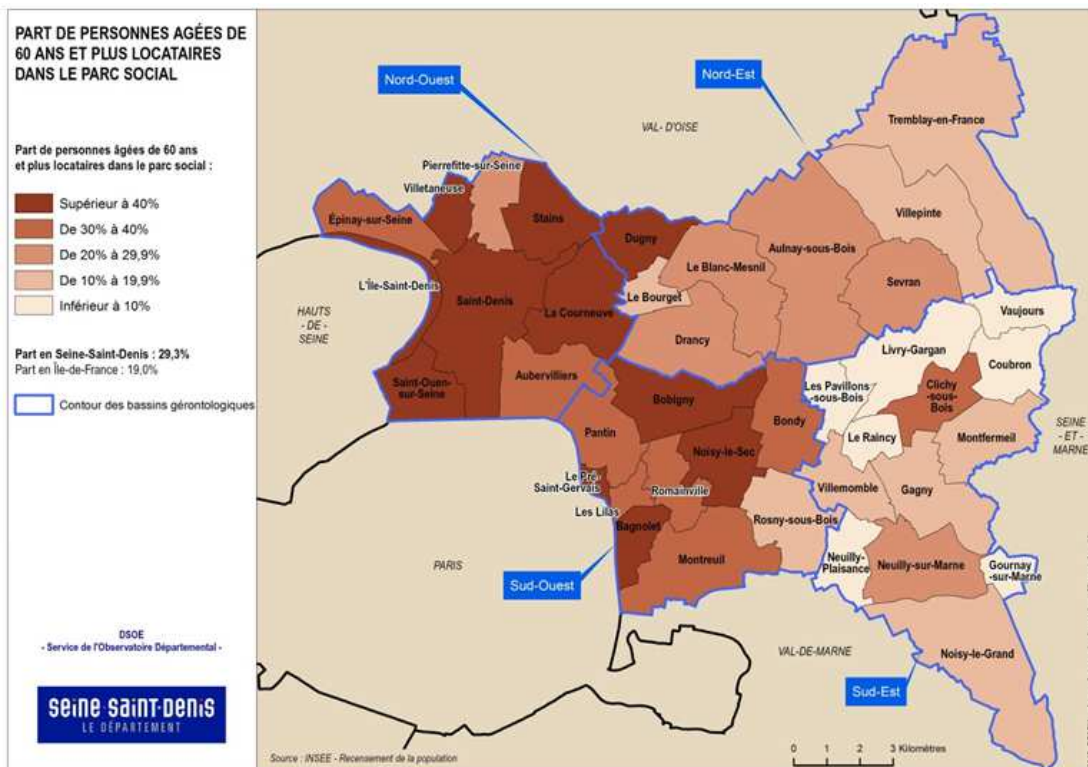 PART DE PERSONNES AGÉES DE
60 ANS ET PLUS LOCATAIRES
DANS LE PARC SOCIAL
Part de personnes âgées de 60 ans
et plus locataires dans le parc social :
Supérieur à 40%
De 30% à 40%
De 20% à 29,9%
De 10% à 19,9%
Inférieur à 10%
Part en Seine-Saint-Denis : 29,3%
Part en Île-de-France : 19,0%
Contour des bassins gérontologiques
DSOE
- Service de l'Observatoire Départemental -
seine-saint-denis
LE DÉPARTEMENT
Nord-Ouest
Nord-Est
VAL- D'OISE
Tremblay-en-France
Pierrefitte-sur-Seine
Villetaneuse
Villepinte
Épinay-sur-Seine
Stains
Dugny
Aulnay-sous-Bois
Le Blanc-Mesnil
Sevran
L'Île-Saint-Denis
Saint-Denis
Le Bourget
La Courneuve
Vaujours
HAUTS
- DE -
SEINE
Drancy
Livry-Gargan
Coubron
Saint-Ouen-
sur-Seine
Aubervilliers
Les Pavillons
-sous-Bois
Clichy
-sous-
Bois
Bobigny
Bondy
SEINE
- ET -
MARNE
Pantin
Le Raincy
Montfermeil
Noisy-le-Sec
Le Pré-
Saint-Gervais
Romainville
Villemomble
Gagny
Les Lilas
Bagnolet
Rosny-sous-Bois
Montreuil
Neuilly-
Plaisance
Neuilly-sur-Marne
Gournay
-sur-Marne
PARIS
Sud-Ouest
VAL-DE-MARNE
Noisy-le-Grand
Sud-Est
0 1 2 3 Kilomètres
Source : INSEE - Recensement de la population